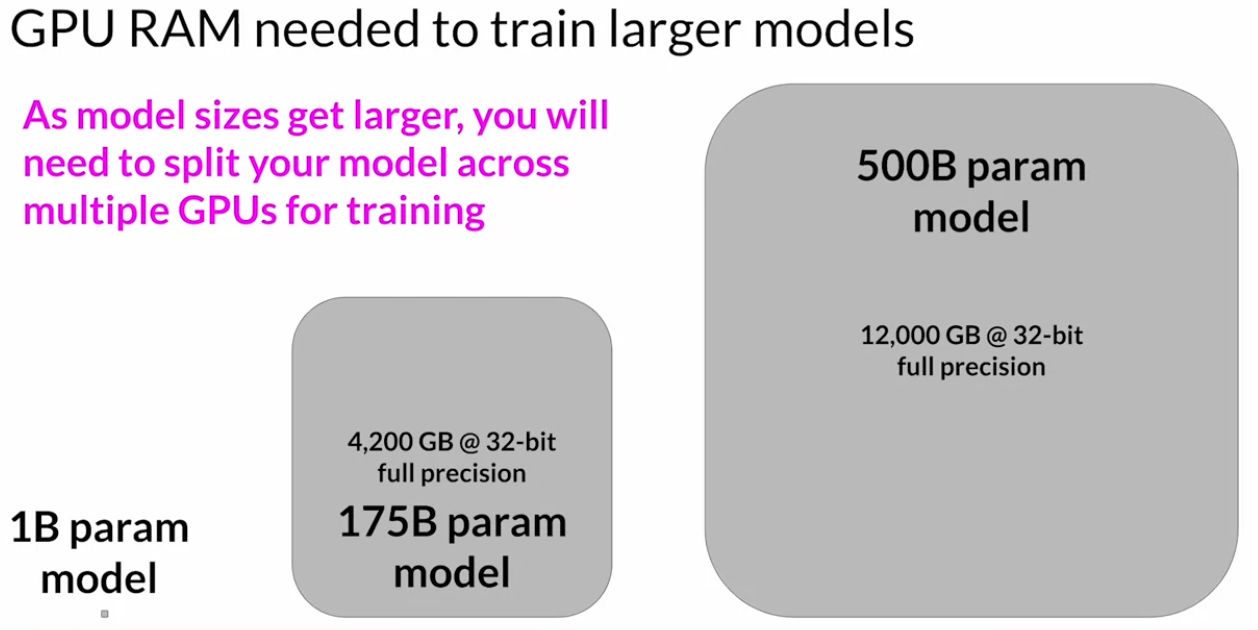 GPU RAM needed to train larger models
As model sizes get larger, you will
need to split your model across
multiple GPUs for training
1B param
model
4,200 GB @ 32-bit
full precision
175B param
model
500B param
model
12,000 GB @ 32-bit
full precision